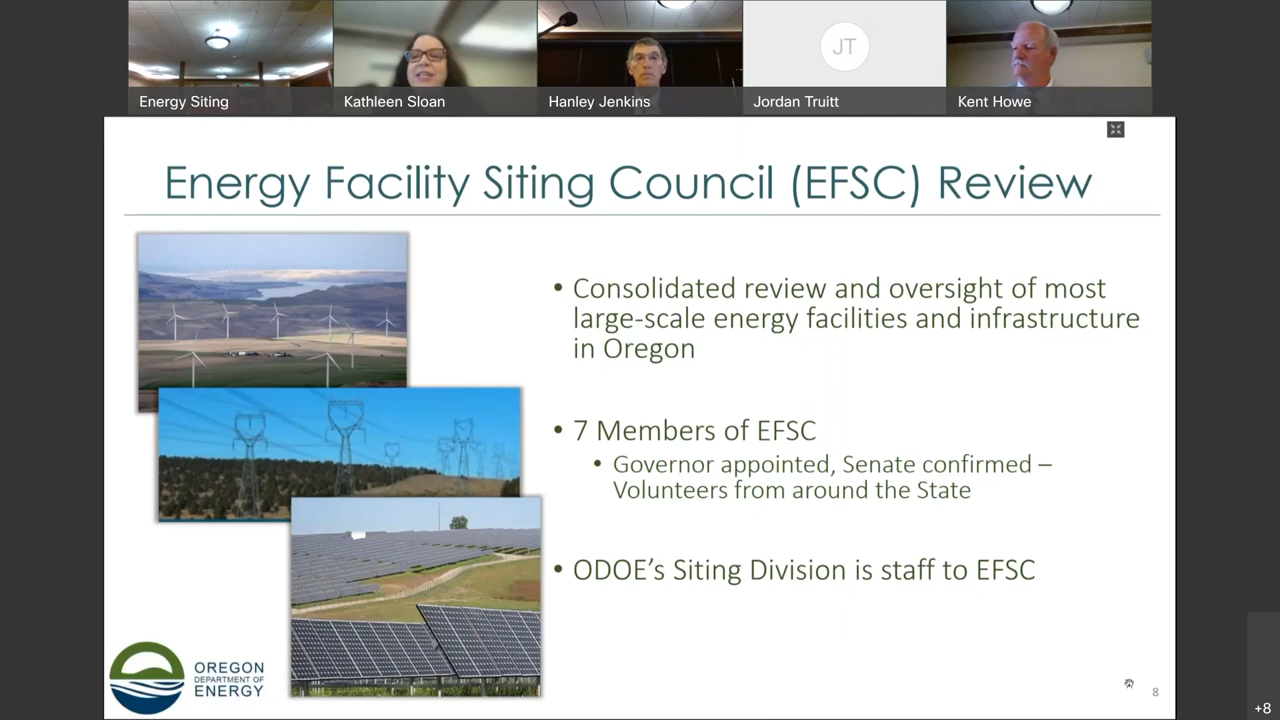 Energy Siting
Kathleen Sloan
Hanley Jenkins
JT
Jordan Truitt
Kent Howe
Energy Facility Siting Council (EFSC) Review
• Consolidated review and oversight of most
large-scale energy facilities and infrastructure
in Oregon
• 7 Members of EFSC
• Governor appointed, Senate confirmed –
Volunteers from around the State
• ODOE's Siting Division is staff to EFSC
OREGON
DEPARTMENT OF
ENERGY
8
+8